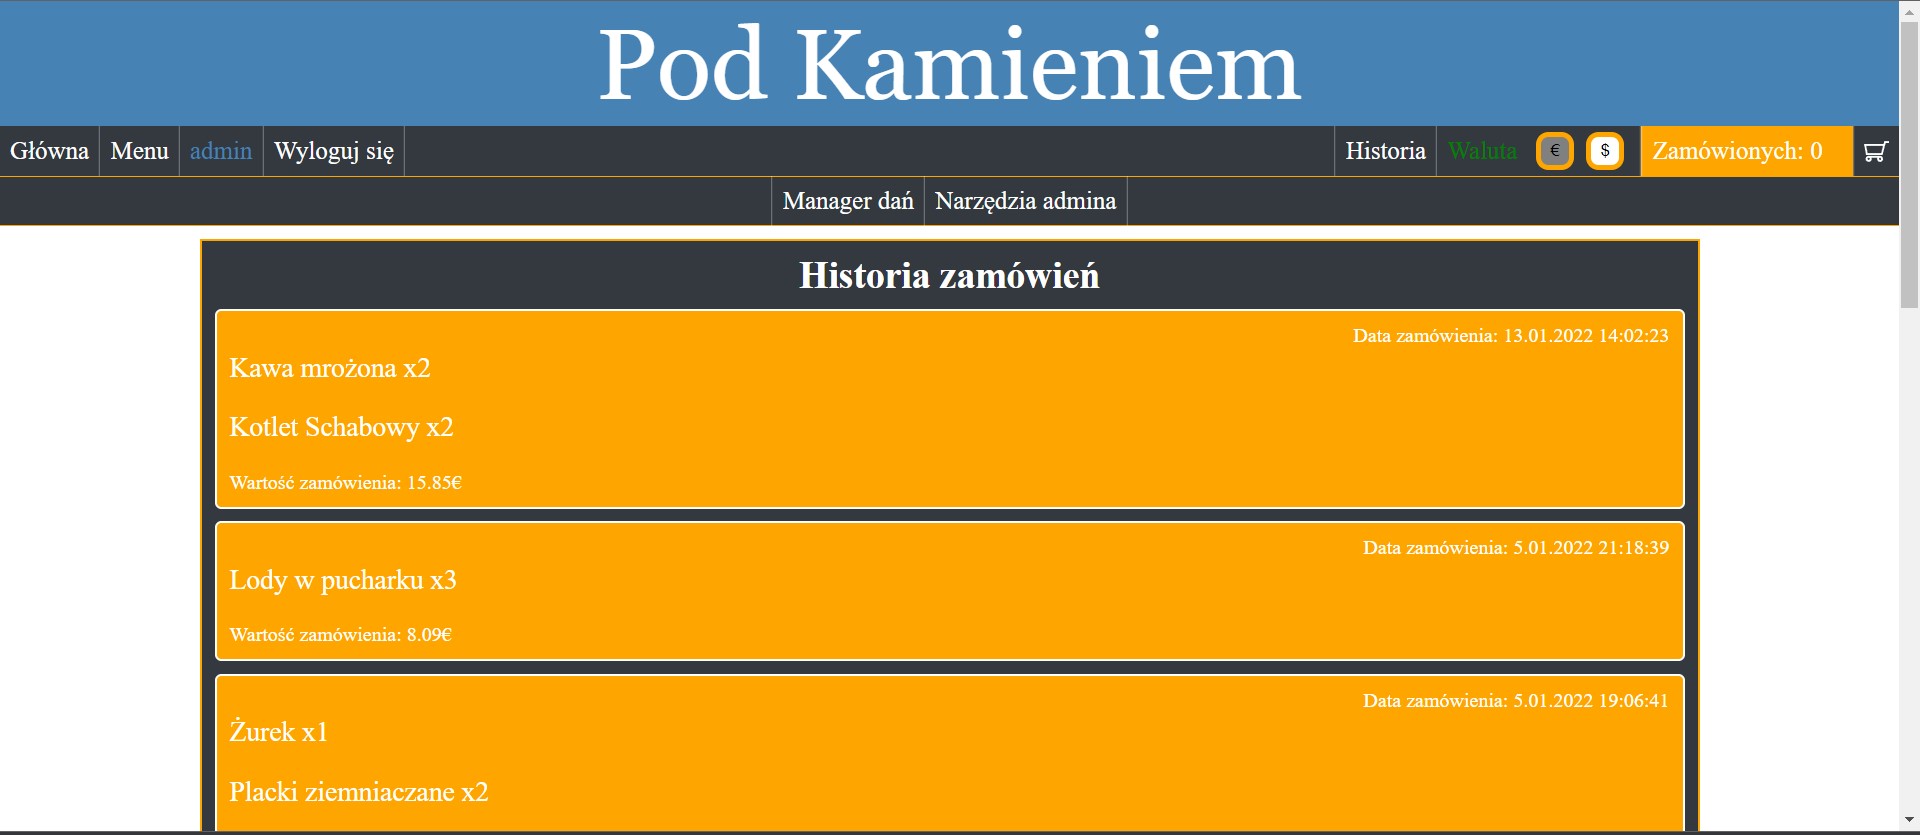 Pod Kamieniem
Główna Menu admin Wyloguj się Historia Waluta € $ Zamówionych: 0
Manager dań Narzędzia admina
Historia zamówień
Data zamówienia: 13.01.2022 14:02:23
Kawa mrożona x2
Kotlet Schabowy x2
Wartość zamówienia: 15.85€
Data zamówienia: 5.01.2022 21:18:39
Lody w pucharku x3
Wartość zamówienia: 8.09€
Data zamówienia: 5.01.2022 19:06:41
Żurek x1
Placki ziemniaczane x2